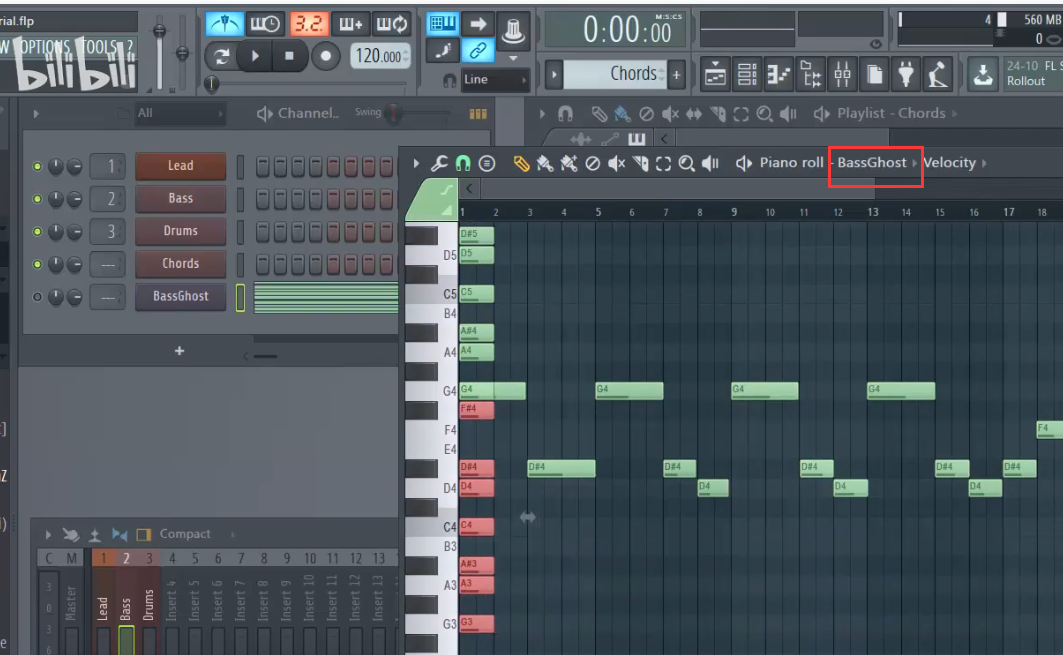 ial.flp
W OPTIONS TOOLS ?
bilibili
3.2.
120.000
Line
0:00:00
M:S:CS
Chords
4
560 MB
0
24-10 FL S
Rollout
All
Channel..
Swing
Playlist - Chords
Piano roll - BassGhost Velocity
1 Lead
2 Bass
3 Drums
--- Chords
--- BassGhost
+
1 2 3 4 5 6 7 8 9 10 11 12 13 14 15 16 17 18
D#5
D5 D5
C5 C5
B4
A#4
A4 A4
G4 G4 G4 G4 G4
F#4
F4 F4
E4
D#4 D#4 D#4 D#4 D#4 D#4
D4 D4 D4 D4 D4
C4 C4
B3
A#3
A3 A3
G3 G3
Compact
C M 1 2 3 4 5 6 7 8 9 10 11 12 13
Master
Lead
Bass
Drums
Insert 4
Insert 5
Insert 6
Insert 7
Insert 8
Insert 9
Insert 10
Insert 11
Insert 12
Insert 13
3
0
3
6